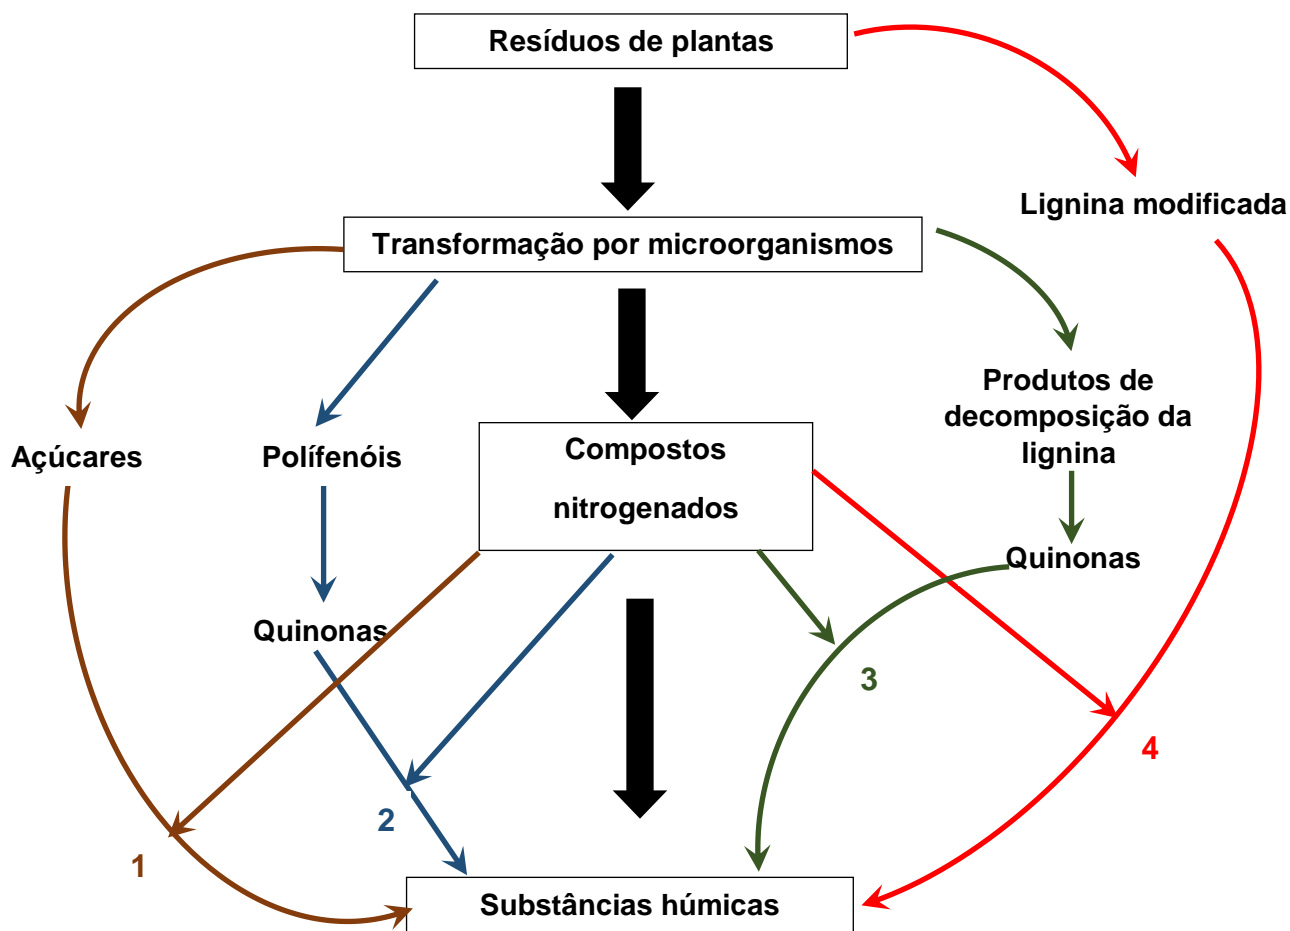 Resíduos de plantas
Lignina modificada
Transformação por microorganismos
Produtos de
decomposição da
lignina
Açúcares
Polífenóis
Compostos
nitrogenados
Quinonas
Quinonas
3
4
2
1
Substâncias húmicas